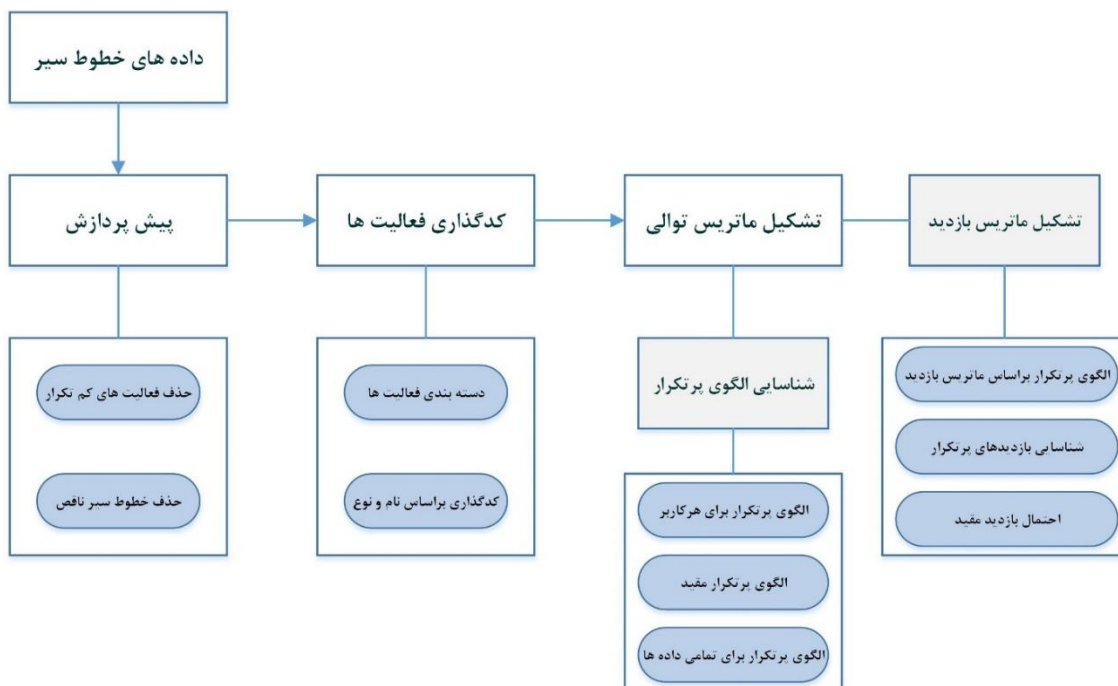 داده های خطوط سیر
پیش پردازش
کدگذاری فعالیت ها
تشکیل ماتریس توالی
تشکیل ماتریس بازدید
حذف فعالیت های کم تکرار
حذف خطوط سیر ناقص
دسته بندی فعالیت ها
کدگذاری براساس نام و نوع
شناسایی الگوی پرتکرار
الگوی پرتکرار برای هرکاربر
الگوی پرتکرار مقید
الگوی پرتکرار برای تمامی داده ها
الگوی پرتکرار براساس ماتریس بازدید
شناسایی بازدیدهای پرتکرار
احتمال بازدید مقید